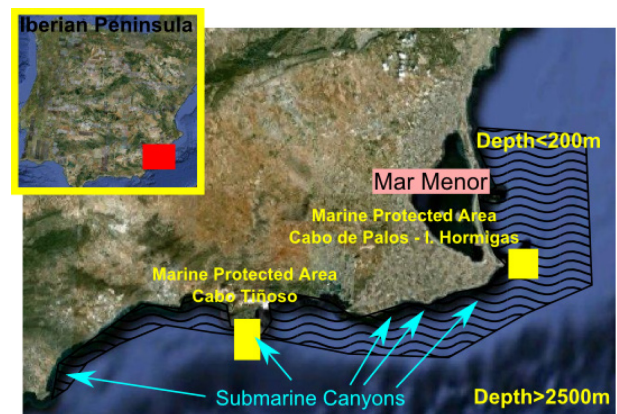 Iberian Peninsula
Depth<200m
Mar Menor
Marine Protected Area
Cabo de Palos - I. Hormigas
Marine Protected Area
Cabo Tiñoso
Submarine Canyons
Depth>2500m